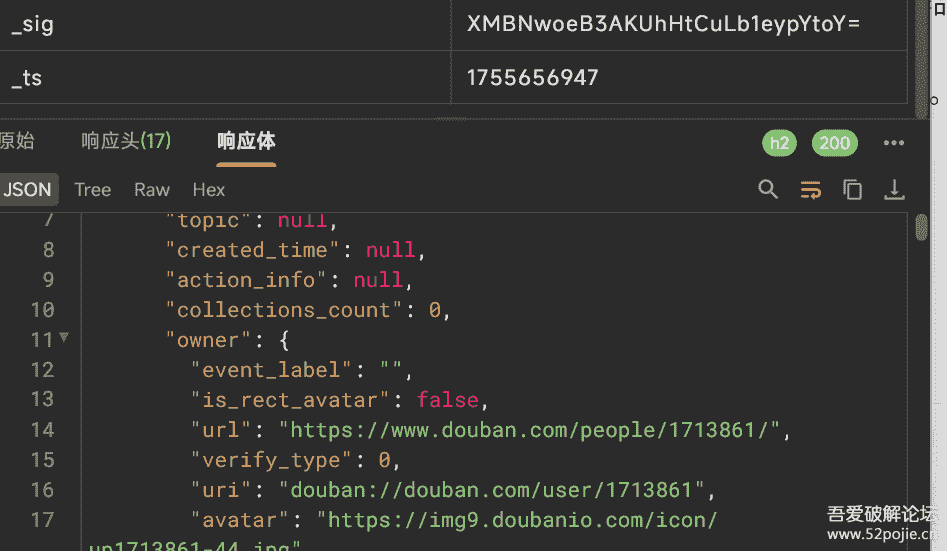 _sig XMBNwoeB3AKUhHtCuLb1eypYtoY=
_ts 1755656947
原始 响应头(17) 响应体 h2 200
JSON Tree Raw Hex
7 "topic": null,
8 "created_time": null,
9 "action_info": null,
10 "collections_count": 0,
11 "owner": {
12 "event_label": "",
13 "is_rect_avatar": false,
14 "url": "https://www.douban.com/people/1713861/",
15 "verify_type": 0,
16 "uri": "douban://douban.com/user/1713861",
17 "avatar": "https://img9.doubanio.com/icon/
up1713861-44.jpg"
吾爱破解论坛
www.52pojie.cn